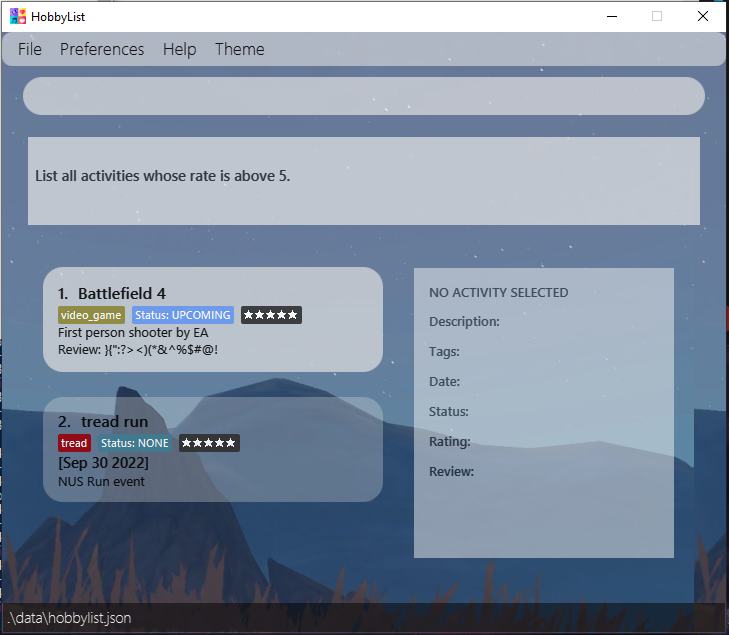 HobbyList
File Preferences Help Theme
List all activities whose rate is above 5.
1. Battlefield 4
video_game Status: UPCOMING ★★★★★
First person shooter by EA
Review: }{":?><)(*&^%$#@!
2. tread run
tread Status: NONE ★★★★★
[Sep 30 2022]
NUS Run event
NO ACTIVITY SELECTED
Description:
Tags:
Date:
Status:
Rating:
Review:
.\data\hobbylist.json